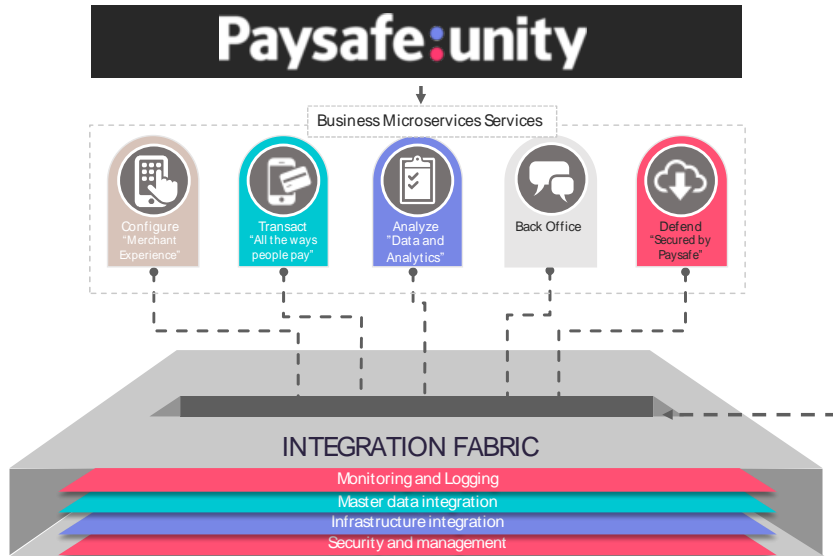 Paysafe:unity
Business Microservices Services
Configure
“Merchant
Experience”
Transact
“All the ways
people pay”
Analyze
”Data and
Analytics”
Back Office
Defend
“Secured by
Paysafe”
INTEGRATION FABRIC
Monitoring and Logging
Master data integration
Infrastructure integration
Security and management